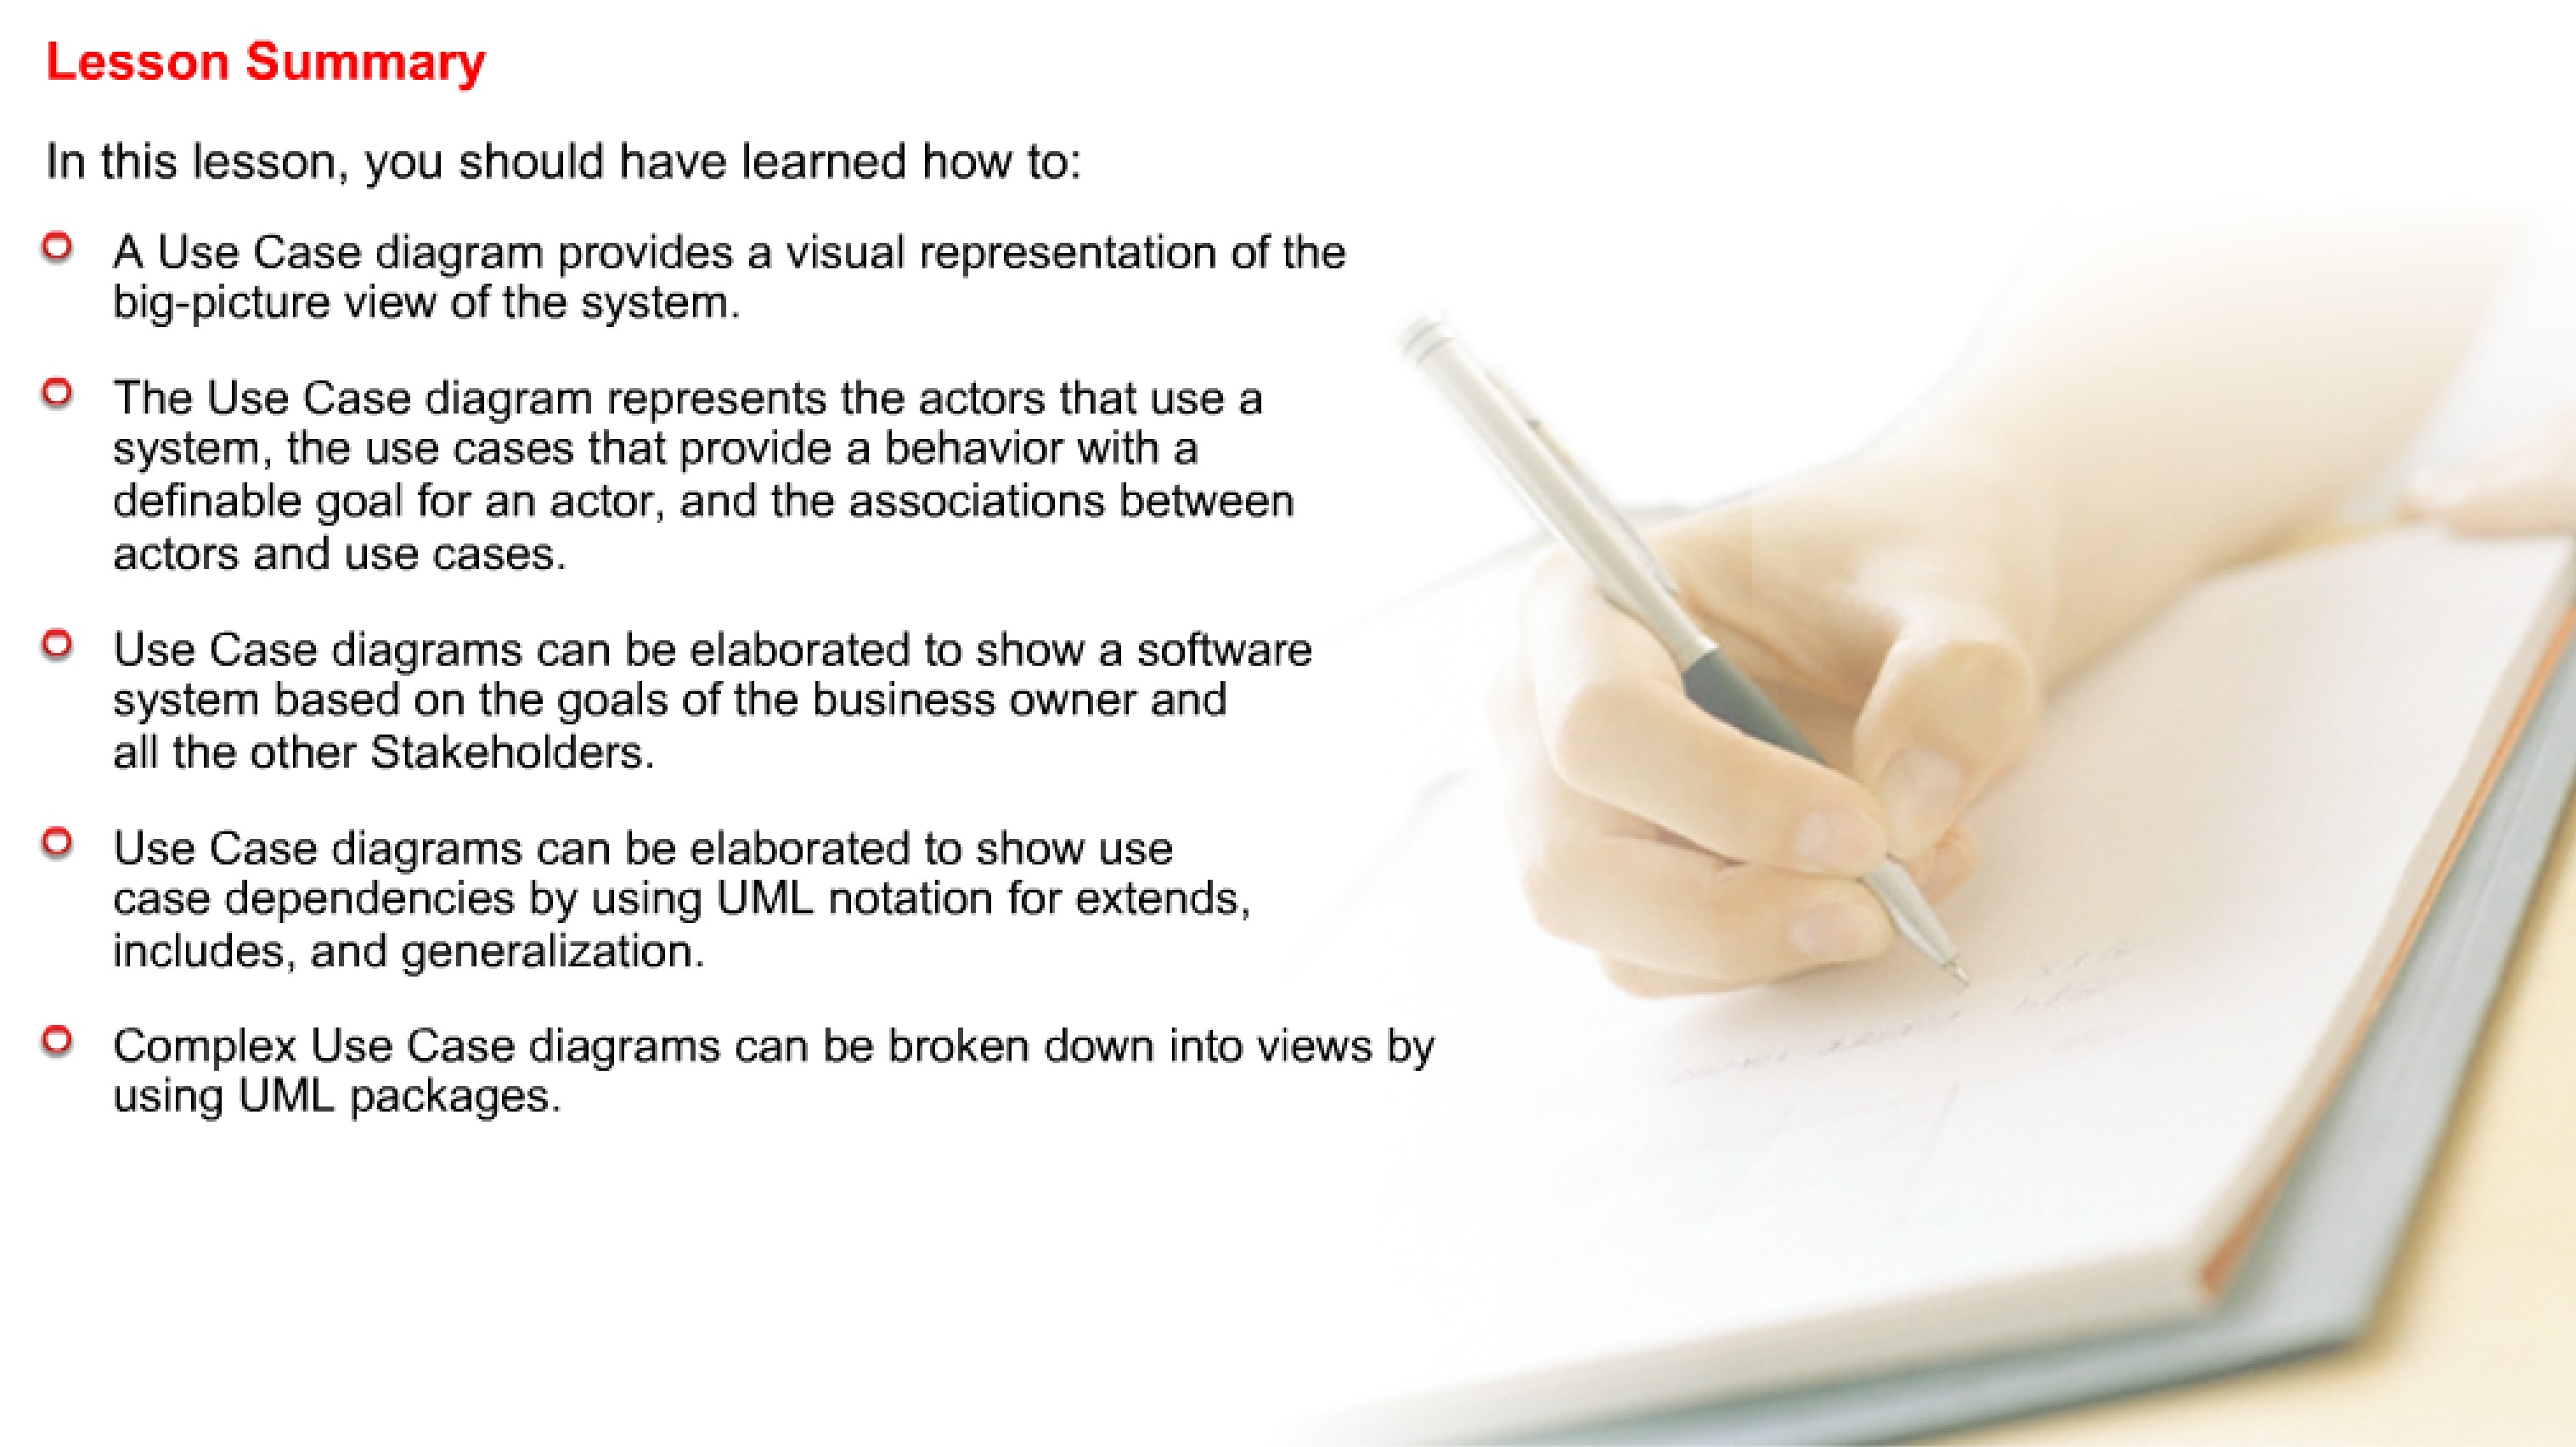 Lesson Summary
In this lesson, you should have learned how to:
A Use Case diagram provides a visual representation of the
big-picture view of the system.
The Use Case diagram represents the actors that use a
system, the use cases that provide a behavior with a
definable goal for an actor, and the associations between
actors and use cases.
Use Case diagrams can be elaborated to show a software
system based on the goals of the business owner and
all the other Stakeholders.
Use Case diagrams can be elaborated to show use
case dependencies by using UML notation for extends,
includes, and generalization.
Complex Use Case diagrams can be broken down into views by
using UML packages.